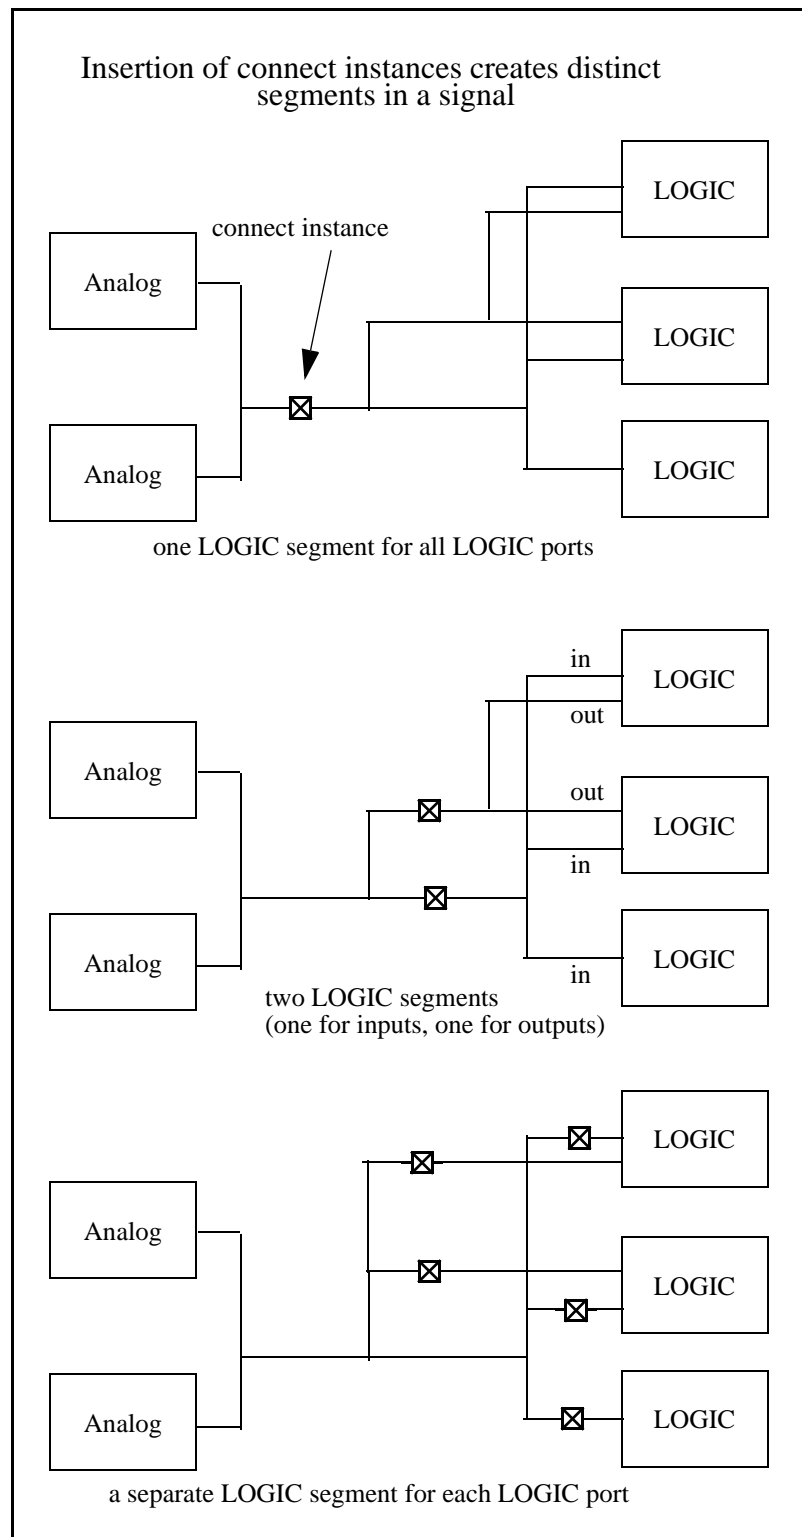 Insertion of connect instances creates distinct
segments in a signal
LOGIC
connect instance
Analog
LOGIC
Analog
LOGIC
one LOGIC segment for all LOGIC ports
in
LOGIC
out
Analog
out
LOGIC
in
Analog
LOGIC
in
two LOGIC segments
(one for inputs, one for outputs)
LOGIC
Analog
LOGIC
Analog
LOGIC
a separate LOGIC segment for each LOGIC port